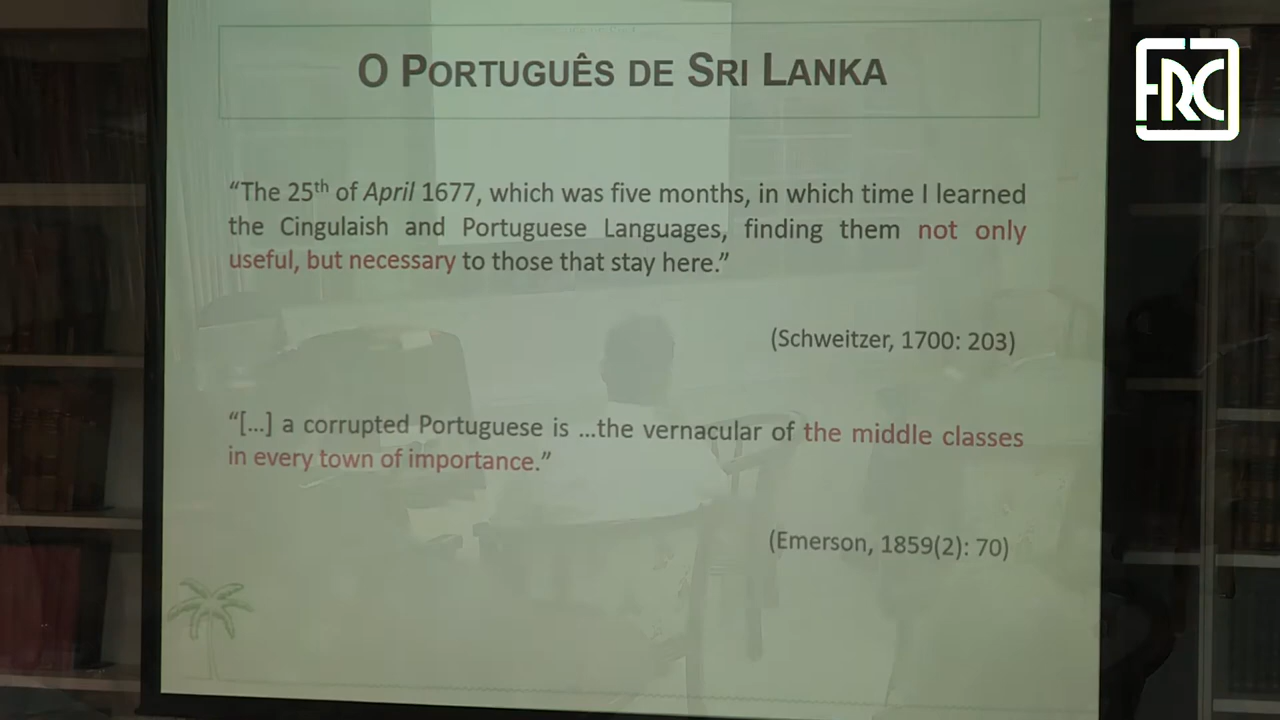 O PORTUGUÊS DE SRI LANKA
FRC
“The 25th of April 1677, which was five months, in which time I learned
the Cingulaish and Portuguese Languages, finding them not only
useful, but necessary to those that stay here.”
(Schweitzer, 1700: 203)
“[...] a corrupted Portuguese is ...the vernacular of the middle classes
in every town of importance.”
(Emerson, 1859(2): 70)